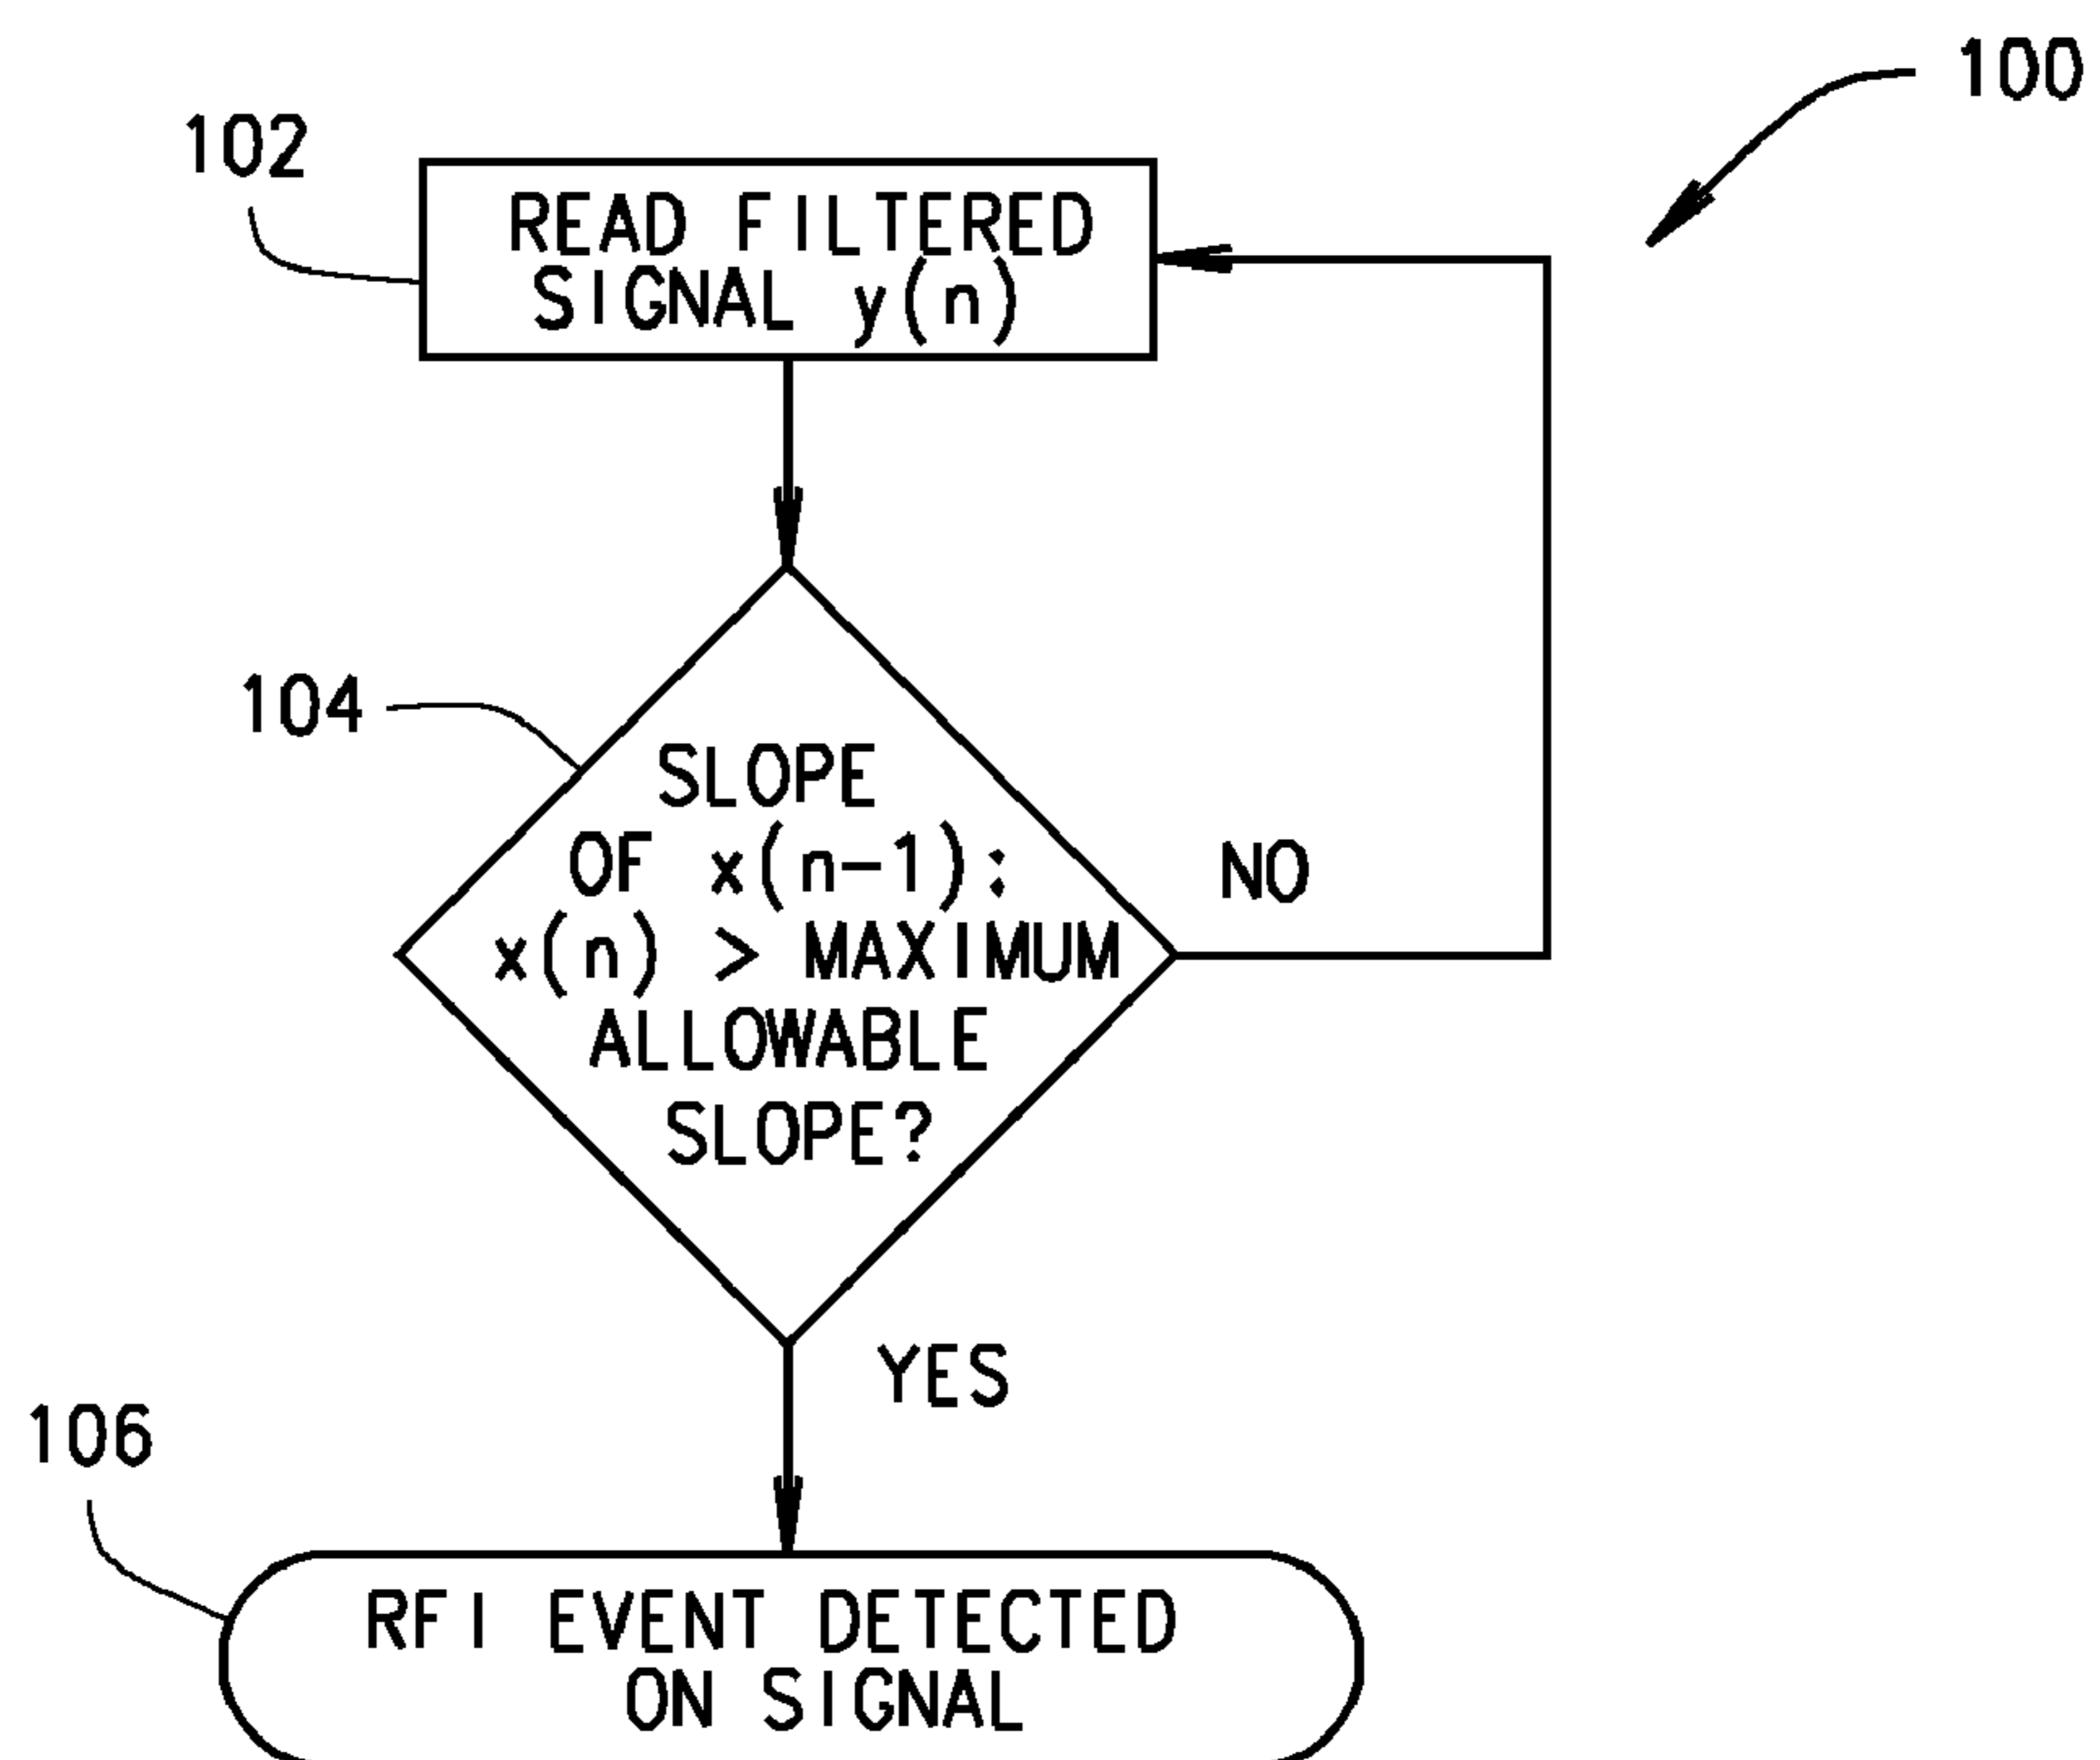 100
102
READ FILTERED
SIGNAL y(n)
104
SLOPE
OF x(n-1):
x(n) > MAXIMUM
ALLOWABLE
SLOPE?
NO
YES
106
RFI EVENT DETECTED
ON SIGNAL